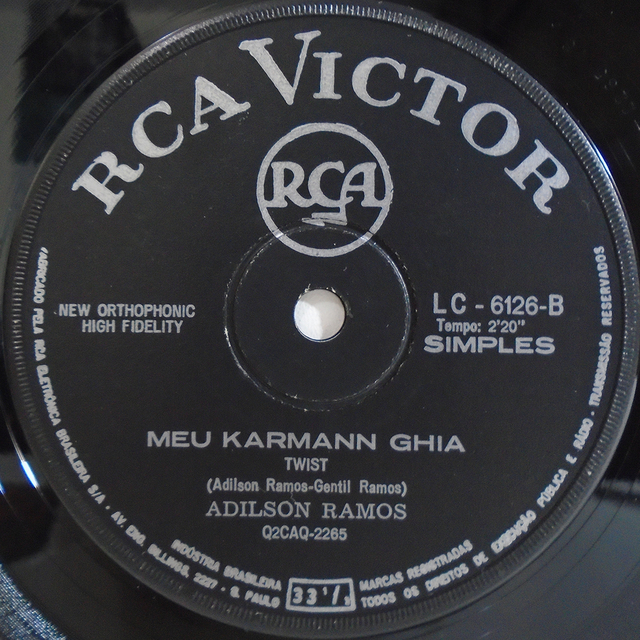 RCA VICTOR
RCA
NEW ORTHOPHONIC
HIGH FIDELITY
LC - 6126-B
Tempo: 2'20"
SIMPLES
MEU KARMANN GHIA
TWIST
(Adilson Ramos-Gentil Ramos)
ADILSON RAMOS
Q2CAQ-2265
FABRICADO PELA RCA ELETRÔNICA BRASILEIRA S/A · AV. ENG. BILLINGS, 2227 - S. PAULO
INDÚSTRIA BRASILEIRA
33 1/3
MARCAS REGISTRADAS
TODOS OS DIREITOS DE EXECUÇÃO PÚBLICA E RÁDIO - TRANSMISSÃO RESERVADOS